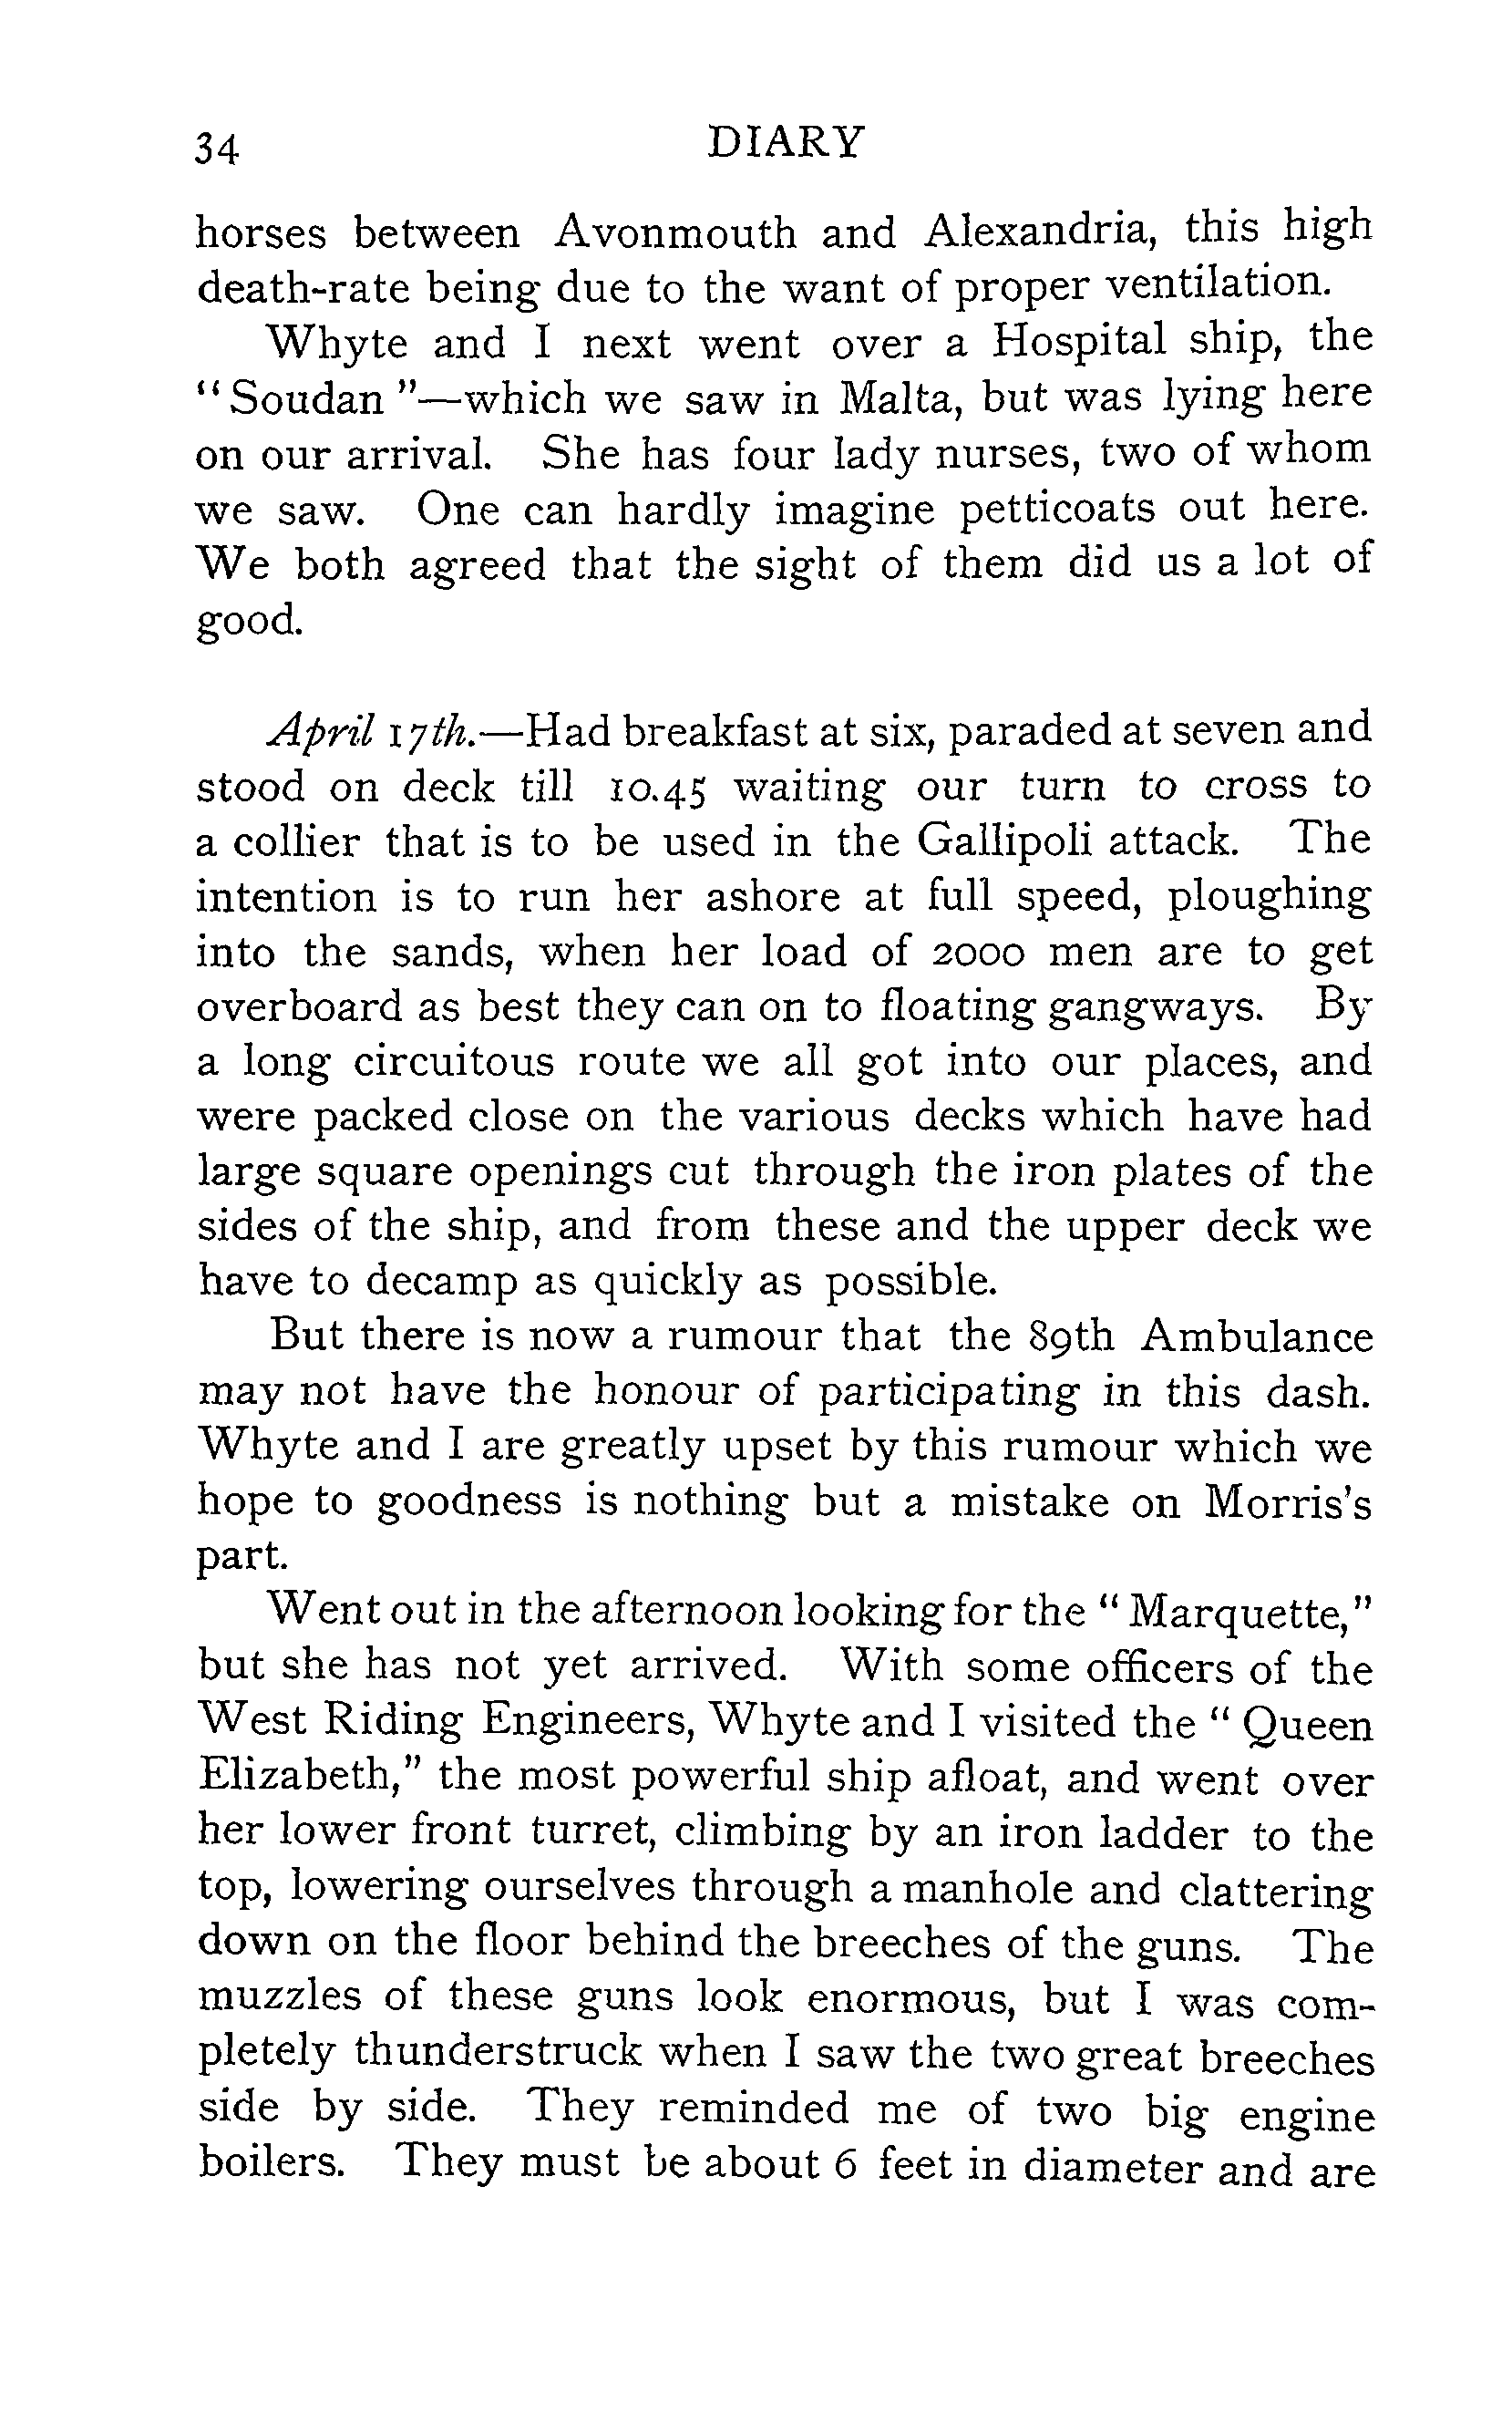 34 DIARY
horses between Avonmouth and Alexandria, this high
death-rate being due to the want of proper ventilation.
Whyte and I next went over a Hospital ship, the
“Soudan”—which we saw in Malta, but was lying here
on our arrival. She has four lady nurses, two of whom
we saw. One can hardly imagine petticoats out here.
We both agreed that the sight of them did us a lot of
good.
April 17th.—Had breakfast at six, paraded at seven and
stood on deck till 10.45 waiting our turn to cross to
a collier that is to be used in the Gallipoli attack. The
intention is to run her ashore at full speed, ploughing
into the sands, when her load of 2000 men are to get
overboard as best they can on to floating gangways. By
a long circuitous route we all got into our places, and
were packed close on the various decks which have had
large square openings cut through the iron plates of the
sides of the ship, and from these and the upper deck we
have to decamp as quickly as possible.
But there is now a rumour that the 89th Ambulance
may not have the honour of participating in this dash.
Whyte and I are greatly upset by this rumour which we
hope to goodness is nothing but a mistake on Morris’s
part.
Went out in the afternoon looking for the “Marquette,”
but she has not yet arrived. With some officers of the
West Riding Engineers, Whyte and I visited the “Queen
Elizabeth,” the most powerful ship afloat, and went over
her lower front turret, climbing by an iron ladder to the
top, lowering ourselves through a manhole and clattering
down on the floor behind the breeches of the guns. The
muzzles of these guns look enormous, but I was com-
pletely thunderstruck when I saw the two great breeches
side by side. They reminded me of two big engine
boilers. They must be about 6 feet in diameter and are